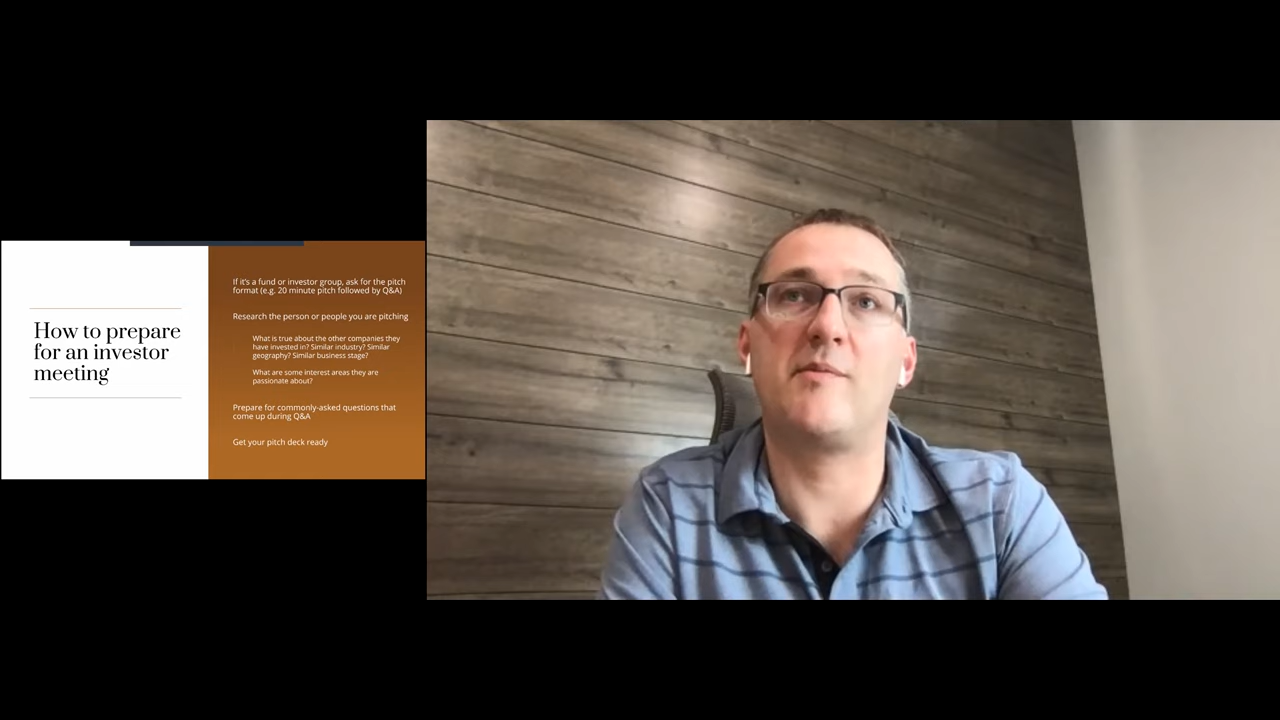 How to prepare
for an investor
meeting
If it's a fund or investor group, ask for the pitch
format (e.g. 20 minute pitch followed by Q&A)
Research the person or people you are pitching
What is true about the other companies they
have invested in? Similar industry? Similar
geography? Similar business stage?
What are some interest areas they are
passionate about?
Prepare for commonly-asked questions that
come up during Q&A
Get your pitch deck ready